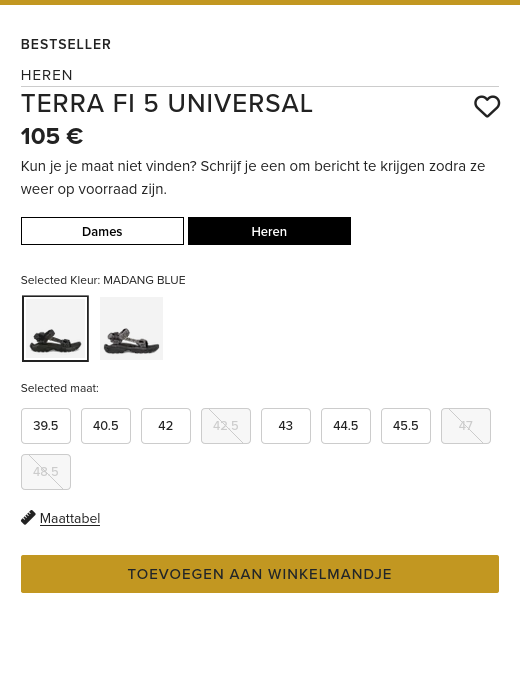 BESTSELLER
HEREN
TERRA FI 5 UNIVERSAL
105 €
Kun je je maat niet vinden? Schrijf je een om bericht te krijgen zodra ze
weer op voorraad zijn.
Dames Heren
Selected Kleur: MADANG BLUE
Selected maat:
39.5 40.5 42 42.5 43 44.5 45.5 47
48.5
Maattabel
TOEVOEGEN AAN WINKELMANDJE